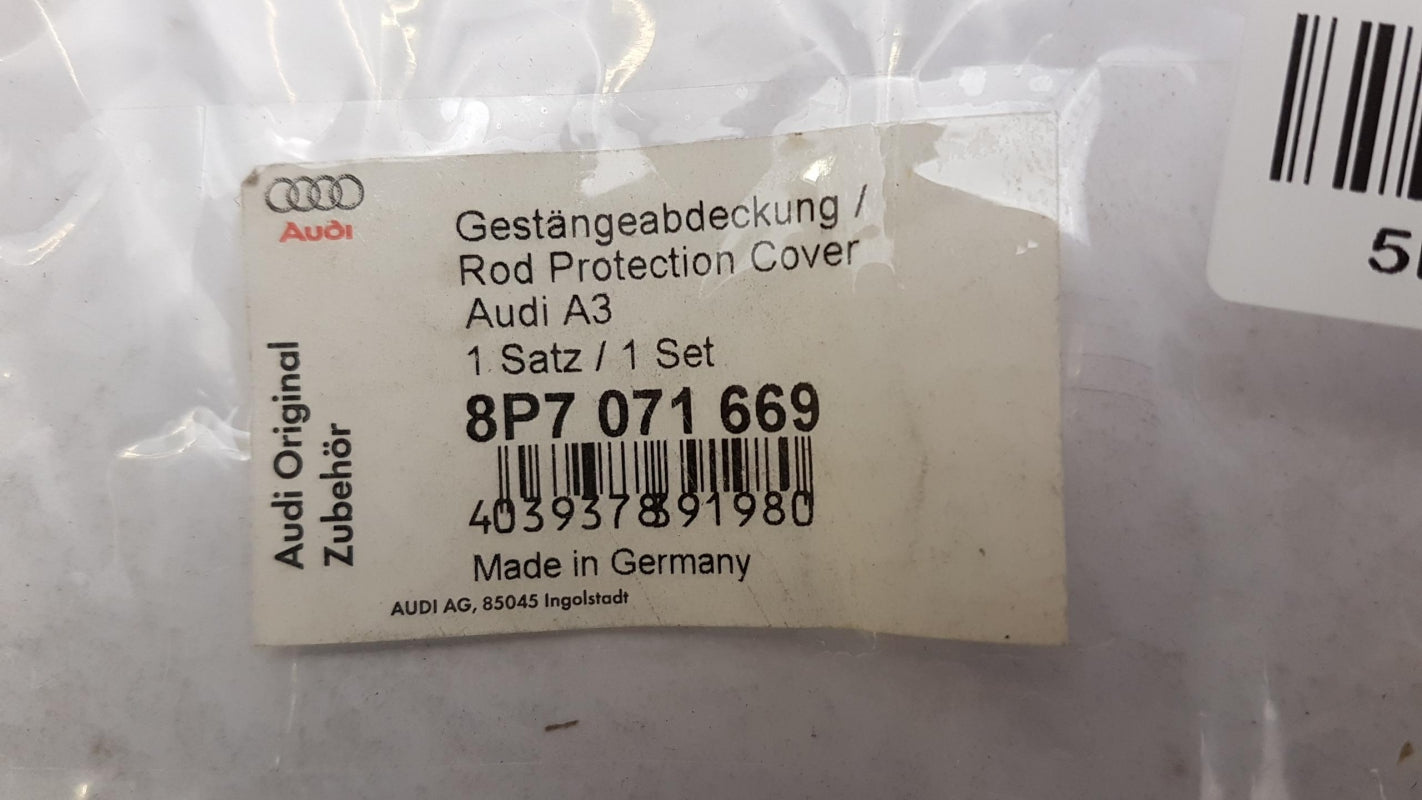 Audi
Audi Original
Zubehör
Gestängeabdeckung /
Rod Protection Cover
Audi A3
1 Satz / 1 Set
8P7 071 669
4039378891980
Made in Germany
AUDI AG, 85045 Ingolstadt